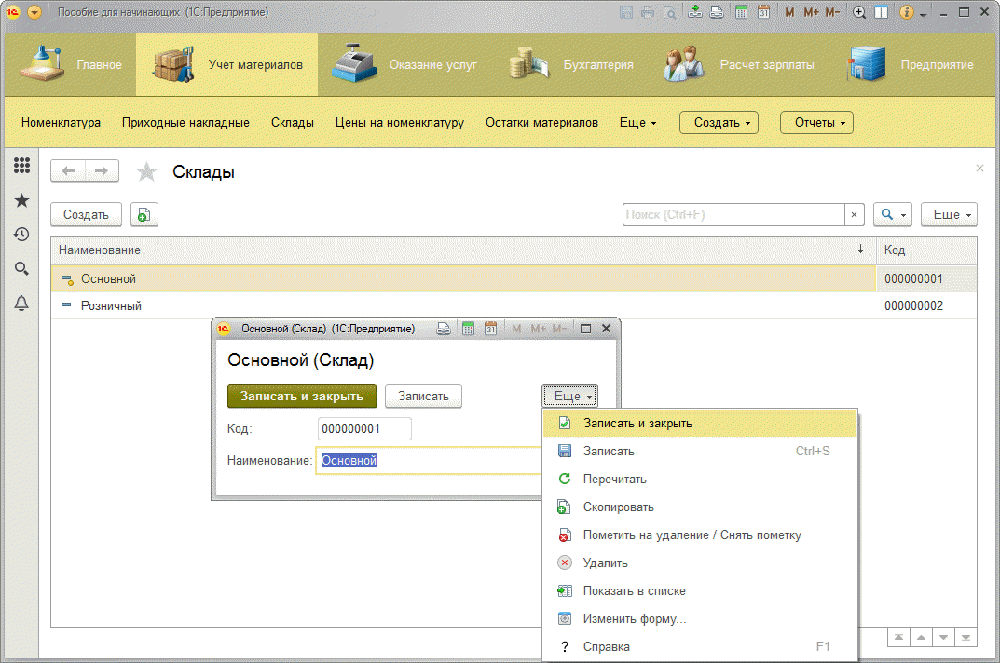 Пособие для начинающих (1С:Предприятие) M M+ M-
Главное Учет материалов Оказание услуг Бухгалтерия Расчет зарплаты Предприятие
Номенклатура Приходные накладные Склады Цены на номенклатуру Остатки материалов Еще Создать Отчеты
Склады
Создать Поиск (Ctrl+F) × Еще
Наименование ↓ Код
Основной 000000001
Розничный 000000002
Основной (Склад) (1С:Предприятие) M M+ M-
Основной (Склад)
Записать и закрыть Записать Еще
Код: 000000001
Наименование: Основной
Записать и закрыть
Записать Ctrl+S
Перечитать
Скопировать
Пометить на удаление / Снять пометку
Удалить
Показать в списке
Изменить форму...
? Справка F1